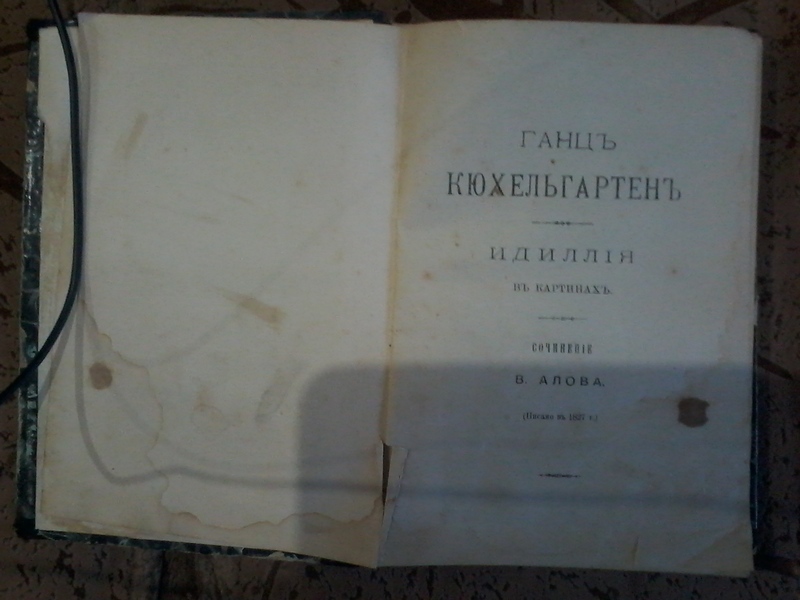 ГАНЦЪ
КЮХЕЛЬГАРТЕНЪ
ИДИЛЛІЯ
ВЪ КАРТИНАХЪ.
СОЧИНЕНІЕ
В. АЛОВА.
(Писано въ 1827 г.)